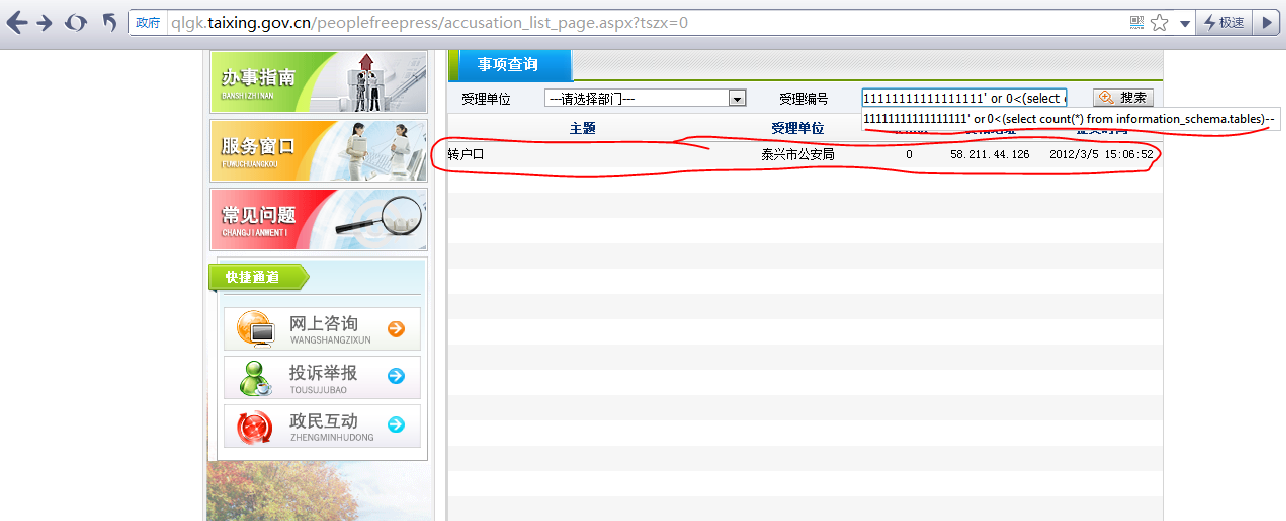 政府 qlgk.taixing.gov.cn/peoplefreepress/accusation_list_page.aspx?tszx=0 极速
办事指南
BANSHIZHINAN
服务窗口
FUWUCHUANGKOU
常见问题
CHANGJIANWENTI
快捷通道
网上咨询
WANGSHANGZIXUN
投诉举报
TOUSUJUBAO
政民互动
ZHENGMINHUDONG
事项查询
受理单位 ---请选择部门--- 受理编号 11111111111111111' or 0<(select 搜索
11111111111111111' or 0<(select count(*) from information_schema.tables)--
主题 受理单位
转户口 泰兴市公安局 0 58.211.44.126 2012/3/5 15:06:52